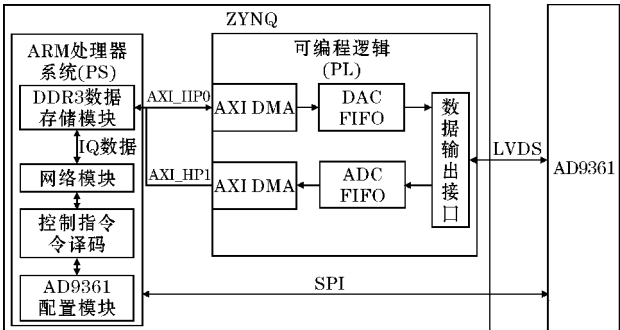 ZYNQ
ARM处理器
系统(PS)
DDR3数据
存储模块
IQ数据
网络模块
控制指令
令译码
AD9361
配置模块
AXI_HP0
AXI_HP1
可编程逻辑
(PL)
AXI DMA
DAC
FIFO
AXI DMA
ADC
FIFO
数据输出接口
LVDS
AD9361
SPI